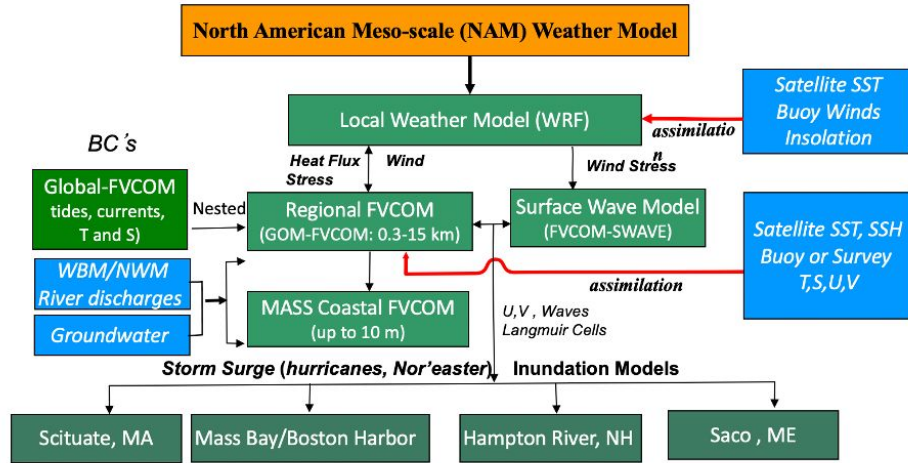 North American Meso-scale (NAM) Weather Model
Local Weather Model (WRF)
assimilatio
n
Satellite SST
Buoy Winds
Insolation
BC's
Heat Flux
Stress
Wind
Wind Stress
Global-FVCOM
tides, currents,
T and S)
Nested
Regional FVCOM
(GOM-FVCOM: 0.3-15 km)
Surface Wave Model
(FVCOM-SWAVE)
Satellite SST, SSH
Buoy or Survey
T,S,U,V
assimilation
WBM/NWM
River discharges
Groundwater
MASS Coastal FVCOM
(up to 10 m)
U,V , Waves
Langmuir Cells
Storm Surge (hurricanes, Nor'easter) Inundation Models
Scituate, MA
Mass Bay/Boston Harbor
Hampton River, NH
Saco , ME